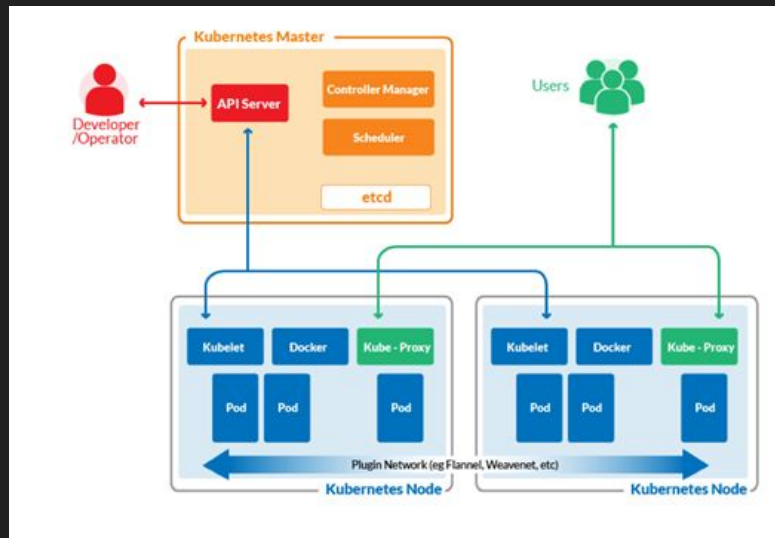 Kubernetes Master
API Server
Controller Manager
Scheduler
etcd
Developer
/Operator
Users
Kubelet
Docker
Kube - Proxy
Pod
Pod
Pod
Kubelet
Docker
Kube - Proxy
Pod
Pod
Pod
Plugin Network (eg Flannel, Weavenet, etc)
Kubernetes Node
Kubernetes Node